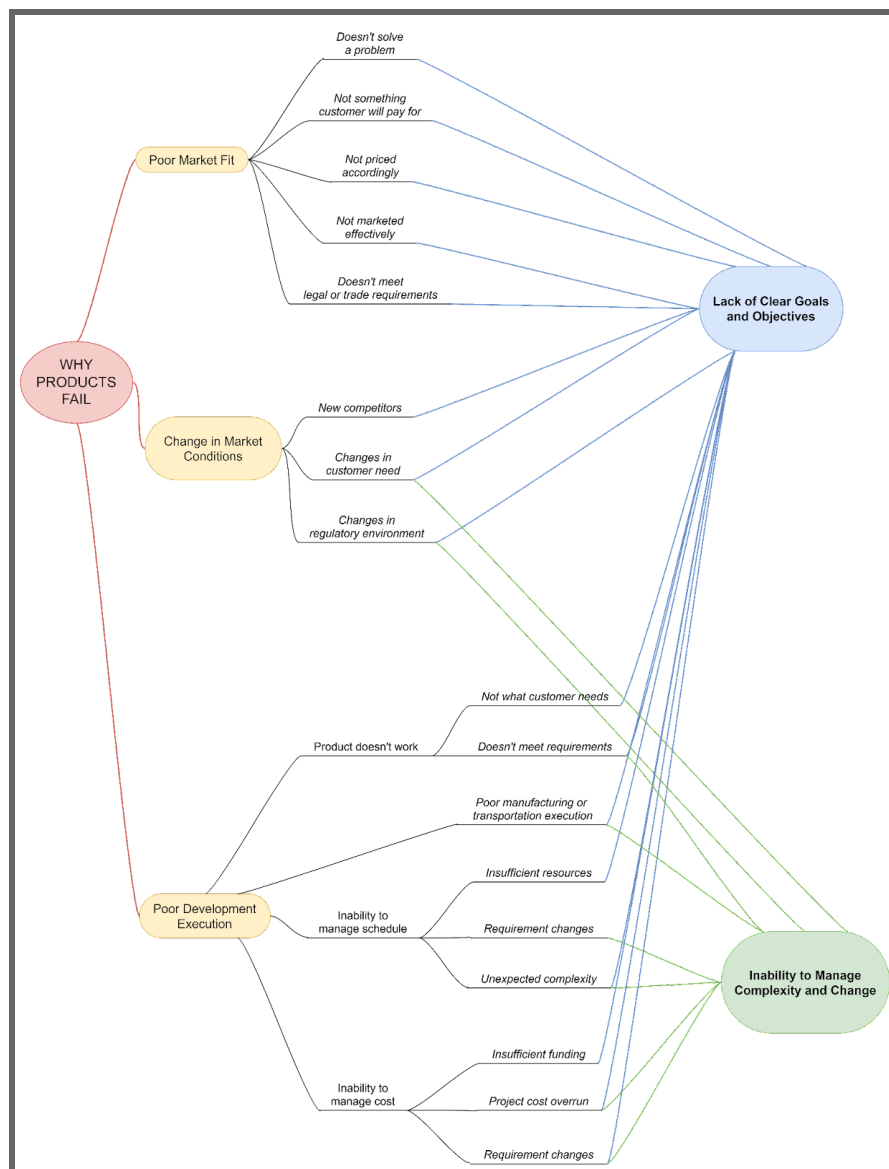 Doesn't solve
a problem
Not something
customer will pay for
Poor Market Fit
Not priced
accordingly
Not marketed
effectively
Doesn't meet
legal or trade requirements
Lack of Clear Goals
and Objectives
WHY
PRODUCTS
FAIL
New competitors
Change in Market
Conditions
Changes in
customer need
Changes in
regulatory environment
Not what customer needs
Product doesn't work
Doesn't meet requirements
Poor manufacturing or
transportation execution
Insufficient resources
Poor Development
Execution
Inability to
manage schedule
Requirement changes
Unexpected complexity
Inability to Manage
Complexity and Change
Insufficient funding
Inability to
manage cost
Project cost overrun
Requirement changes